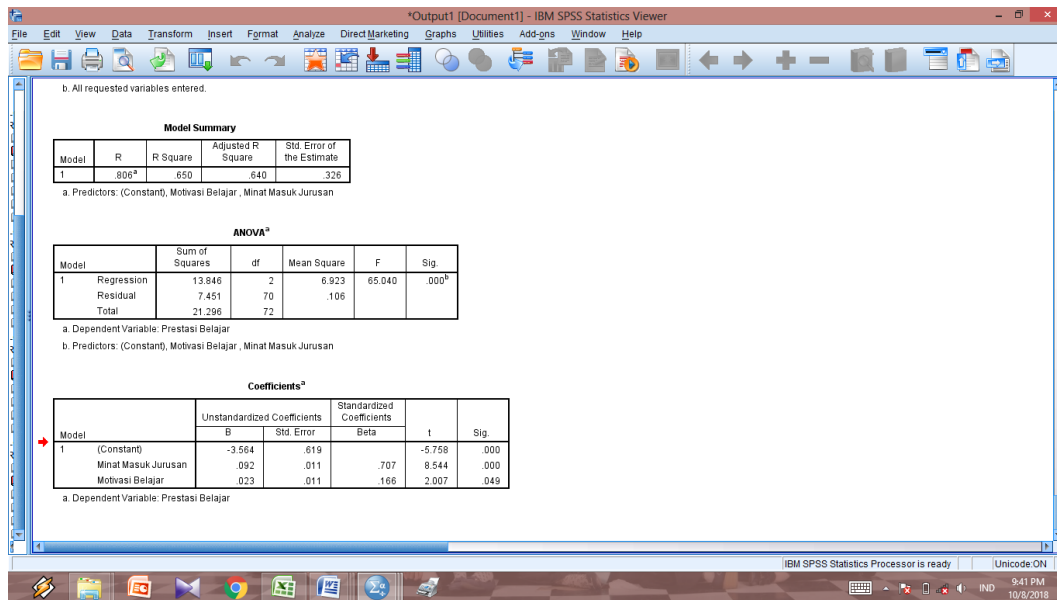 *Output1 [Document1] - IBM SPSS Statistics Viewer
File Edit View Data Transform Insert Format Analyze Direct Marketing Graphs Utilities Add-ons Window Help
b. All requested variables entered.
Model Summary
Model R R Square Adjusted R Square Std. Error of the Estimate
1 .806a .650 .640 .326
a. Predictors: (Constant), Motivasi Belajar , Minat Masuk Jurusan
ANOVAa
Model Sum of Squares df Mean Square F Sig.
1 Regression 13.846 2 6.923 65.040 .000b
Residual 7.451 70 .106
Total 21.296 72
a. Dependent Variable: Prestasi Belajar
b. Predictors: (Constant), Motivasi Belajar , Minat Masuk Jurusan
Coefficientsa
Unstandardized Coefficients Standardized Coefficients
Model B Std. Error Beta t Sig.
1 (Constant) -3.564 .619 -5.758 .000
Minat Masuk Jurusan .092 .011 .707 8.544 .000
Motivasi Belajar .023 .011 .166 2.007 .049
a. Dependent Variable: Prestasi Belajar
IBM SPSS Statistics Processor is ready Unicode:ON
IND 9:41 PM
10/8/2018